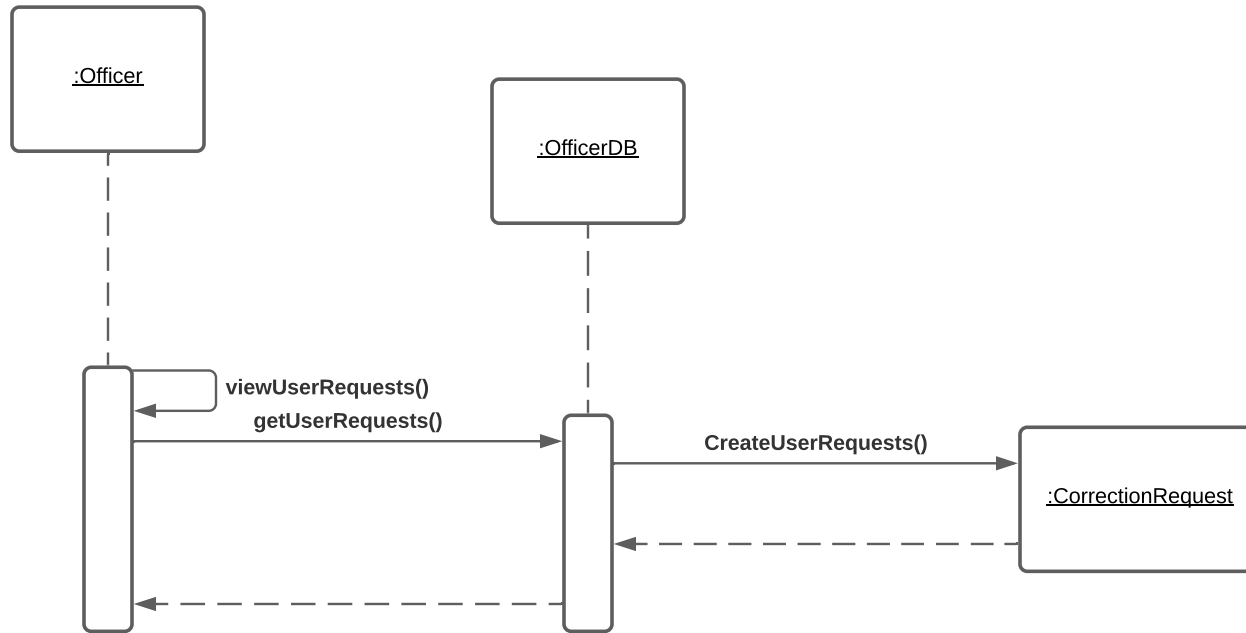 :Officer
:OfficerDB
viewUserRequests()
getUserRequests()
CreateUserRequests()
:CorrectionRequest